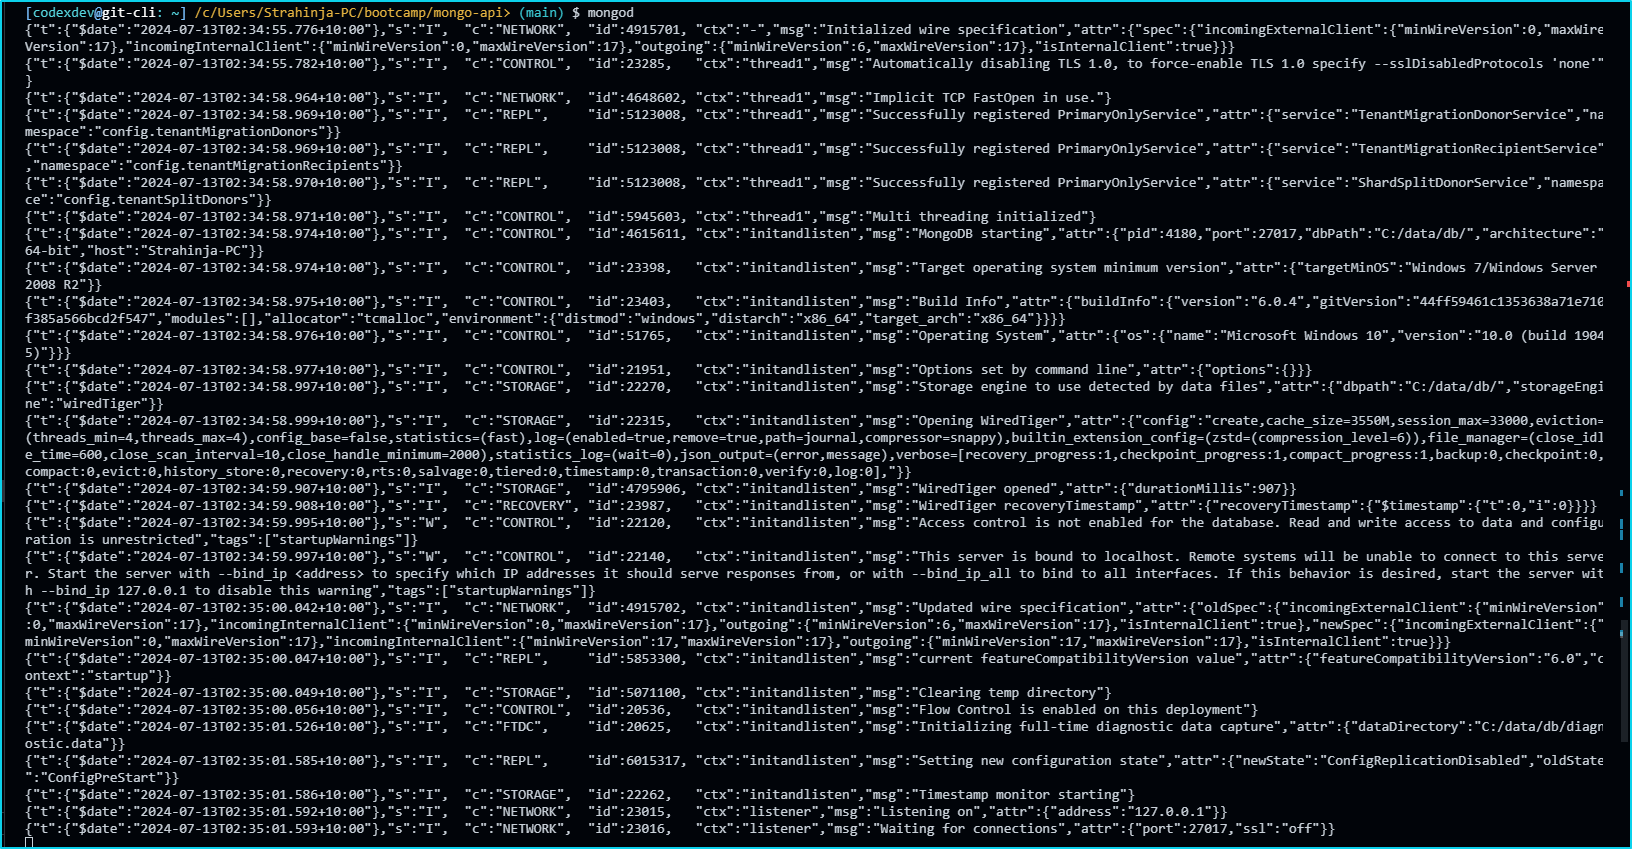 [codexdev@git-cli: ~] /c/Users/Strahinja-PC/bootcamp/mongo-api> (main) $ mongod
{"t":{"$date":"2024-07-13T02:34:55.776+10:00"},"s":"I",  "c":"NETWORK",  "id":4915701, "ctx":"-","msg":"Initialized wire specification","attr":{"spec":{"incomingExternalClient":{"minWireVersion":0,"maxWire
Version":17},"incomingInternalClient":{"minWireVersion":0,"maxWireVersion":17},"outgoing":{"minWireVersion":6,"maxWireVersion":17},"isInternalClient":true}}}
{"t":{"$date":"2024-07-13T02:34:55.782+10:00"},"s":"I",  "c":"CONTROL",  "id":23285,   "ctx":"thread1","msg":"Automatically disabling TLS 1.0, to force-enable TLS 1.0 specify --sslDisabledProtocols 'none'"
}
{"t":{"$date":"2024-07-13T02:34:58.964+10:00"},"s":"I",  "c":"NETWORK",  "id":4648602, "ctx":"thread1","msg":"Implicit TCP FastOpen in use."}
{"t":{"$date":"2024-07-13T02:34:58.969+10:00"},"s":"I",  "c":"REPL",     "id":5123008, "ctx":"thread1","msg":"Successfully registered PrimaryOnlyService","attr":{"service":"TenantMigrationDonorService","na
mespace":"config.tenantMigrationDonors"}}
{"t":{"$date":"2024-07-13T02:34:58.969+10:00"},"s":"I",  "c":"REPL",     "id":5123008, "ctx":"thread1","msg":"Successfully registered PrimaryOnlyService","attr":{"service":"TenantMigrationRecipientService"
,"namespace":"config.tenantMigrationRecipients"}}
{"t":{"$date":"2024-07-13T02:34:58.970+10:00"},"s":"I",  "c":"REPL",     "id":5123008, "ctx":"thread1","msg":"Successfully registered PrimaryOnlyService","attr":{"service":"ShardSplitDonorService","namespa
ce":"config.tenantSplitDonors"}}
{"t":{"$date":"2024-07-13T02:34:58.971+10:00"},"s":"I",  "c":"CONTROL",  "id":5945603, "ctx":"thread1","msg":"Multi threading initialized"}
{"t":{"$date":"2024-07-13T02:34:58.974+10:00"},"s":"I",  "c":"CONTROL",  "id":4615611, "ctx":"initandlisten","msg":"MongoDB starting","attr":{"pid":4180,"port":27017,"dbPath":"C:/data/db/","architecture":"
64-bit","host":"Strahinja-PC"}}
{"t":{"$date":"2024-07-13T02:34:58.974+10:00"},"s":"I",  "c":"CONTROL",  "id":23398,   "ctx":"initandlisten","msg":"Target operating system minimum version","attr":{"targetMinOS":"Windows 7/Windows Server
2008 R2"}}
{"t":{"$date":"2024-07-13T02:34:58.975+10:00"},"s":"I",  "c":"CONTROL",  "id":23403,   "ctx":"initandlisten","msg":"Build Info","attr":{"buildInfo":{"version":"6.0.4","gitVersion":"44ff59461c1353638a71e710
f385a566bcd2f547","modules":[],"allocator":"tcmalloc","environment":{"distmod":"windows","distarch":"x86_64","target_arch":"x86_64"}}}}
{"t":{"$date":"2024-07-13T02:34:58.976+10:00"},"s":"I",  "c":"CONTROL",  "id":51765,   "ctx":"initandlisten","msg":"Operating System","attr":{"os":{"name":"Microsoft Windows 10","version":"10.0 (build 1904
5)"}}}
{"t":{"$date":"2024-07-13T02:34:58.977+10:00"},"s":"I",  "c":"CONTROL",  "id":21951,   "ctx":"initandlisten","msg":"Options set by command line","attr":{"options":{}}}
{"t":{"$date":"2024-07-13T02:34:58.997+10:00"},"s":"I",  "c":"STORAGE",  "id":22270,   "ctx":"initandlisten","msg":"Storage engine to use detected by data files","attr":{"dbpath":"C:/data/db/","storageEngi
ne":"wiredTiger"}}
{"t":{"$date":"2024-07-13T02:34:58.999+10:00"},"s":"I",  "c":"STORAGE",  "id":22315,   "ctx":"initandlisten","msg":"Opening WiredTiger","attr":{"config":"create,cache_size=3550M,session_max=33000,eviction=
(threads_min=4,threads_max=4),config_base=false,statistics=(fast),log=(enabled=true,remove=true,path=journal,compressor=snappy),builtin_extension_config=(zstd=(compression_level=6)),file_manager=(close_idl
e_time=600,close_scan_interval=10,close_handle_minimum=2000),statistics_log=(wait=0),json_output=(error,message),verbose=[recovery_progress:1,checkpoint_progress:1,compact_progress:1,backup:0,checkpoint:0,
compact:0,evict:0,history_store:0,recovery:0,rts:0,salvage:0,tiered:0,timestamp:0,transaction:0,verify:0,log:0],"}}
{"t":{"$date":"2024-07-13T02:34:59.907+10:00"},"s":"I",  "c":"STORAGE",  "id":4795906, "ctx":"initandlisten","msg":"WiredTiger opened","attr":{"durationMillis":907}}
{"t":{"$date":"2024-07-13T02:34:59.908+10:00"},"s":"I",  "c":"RECOVERY", "id":23987,   "ctx":"initandlisten","msg":"WiredTiger recoveryTimestamp","attr":{"recoveryTimestamp":{"$timestamp":{"t":0,"i":0}}}}
{"t":{"$date":"2024-07-13T02:34:59.995+10:00"},"s":"W",  "c":"CONTROL",  "id":22120,   "ctx":"initandlisten","msg":"Access control is not enabled for the database. Read and write access to data and configu
ration is unrestricted","tags":["startupWarnings"]}
{"t":{"$date":"2024-07-13T02:34:59.997+10:00"},"s":"W",  "c":"CONTROL",  "id":22140,   "ctx":"initandlisten","msg":"This server is bound to localhost. Remote systems will be unable to connect to this serve
r. Start the server with --bind_ip <address> to specify which IP addresses it should serve responses from, or with --bind_ip_all to bind to all interfaces. If this behavior is desired, start the server wit
h --bind_ip 127.0.0.1 to disable this warning","tags":["startupWarnings"]}
{"t":{"$date":"2024-07-13T02:35:00.042+10:00"},"s":"I",  "c":"NETWORK",  "id":4915702, "ctx":"initandlisten","msg":"Updated wire specification","attr":{"oldSpec":{"incomingExternalClient":{"minWireVersion"
:0,"maxWireVersion":17},"incomingInternalClient":{"minWireVersion":0,"maxWireVersion":17},"outgoing":{"minWireVersion":6,"maxWireVersion":17},"isInternalClient":true},"newSpec":{"incomingExternalClient":{"
minWireVersion":0,"maxWireVersion":17},"incomingInternalClient":{"minWireVersion":17,"maxWireVersion":17},"outgoing":{"minWireVersion":17,"maxWireVersion":17},"isInternalClient":true}}}
{"t":{"$date":"2024-07-13T02:35:00.047+10:00"},"s":"I",  "c":"REPL",     "id":5853300, "ctx":"initandlisten","msg":"current featureCompatibilityVersion value","attr":{"featureCompatibilityVersion":"6.0","c
ontext":"startup"}}
{"t":{"$date":"2024-07-13T02:35:00.049+10:00"},"s":"I",  "c":"STORAGE",  "id":5071100, "ctx":"initandlisten","msg":"Clearing temp directory"}
{"t":{"$date":"2024-07-13T02:35:00.056+10:00"},"s":"I",  "c":"CONTROL",  "id":20536,   "ctx":"initandlisten","msg":"Flow Control is enabled on this deployment"}
{"t":{"$date":"2024-07-13T02:35:01.526+10:00"},"s":"I",  "c":"FTDC",     "id":20625,   "ctx":"initandlisten","msg":"Initializing full-time diagnostic data capture","attr":{"dataDirectory":"C:/data/db/diagn
ostic.data"}}
{"t":{"$date":"2024-07-13T02:35:01.585+10:00"},"s":"I",  "c":"REPL",     "id":6015317, "ctx":"initandlisten","msg":"Setting new configuration state","attr":{"newState":"ConfigReplicationDisabled","oldState
":"ConfigPreStart"}}
{"t":{"$date":"2024-07-13T02:35:01.586+10:00"},"s":"I",  "c":"STORAGE",  "id":22262,   "ctx":"initandlisten","msg":"Timestamp monitor starting"}
{"t":{"$date":"2024-07-13T02:35:01.592+10:00"},"s":"I",  "c":"NETWORK",  "id":23015,   "ctx":"listener","msg":"Listening on","attr":{"address":"127.0.0.1"}}
{"t":{"$date":"2024-07-13T02:35:01.593+10:00"},"s":"I",  "c":"NETWORK",  "id":23016,   "ctx":"listener","msg":"Waiting for connections","attr":{"port":27017,"ssl":"off"}}